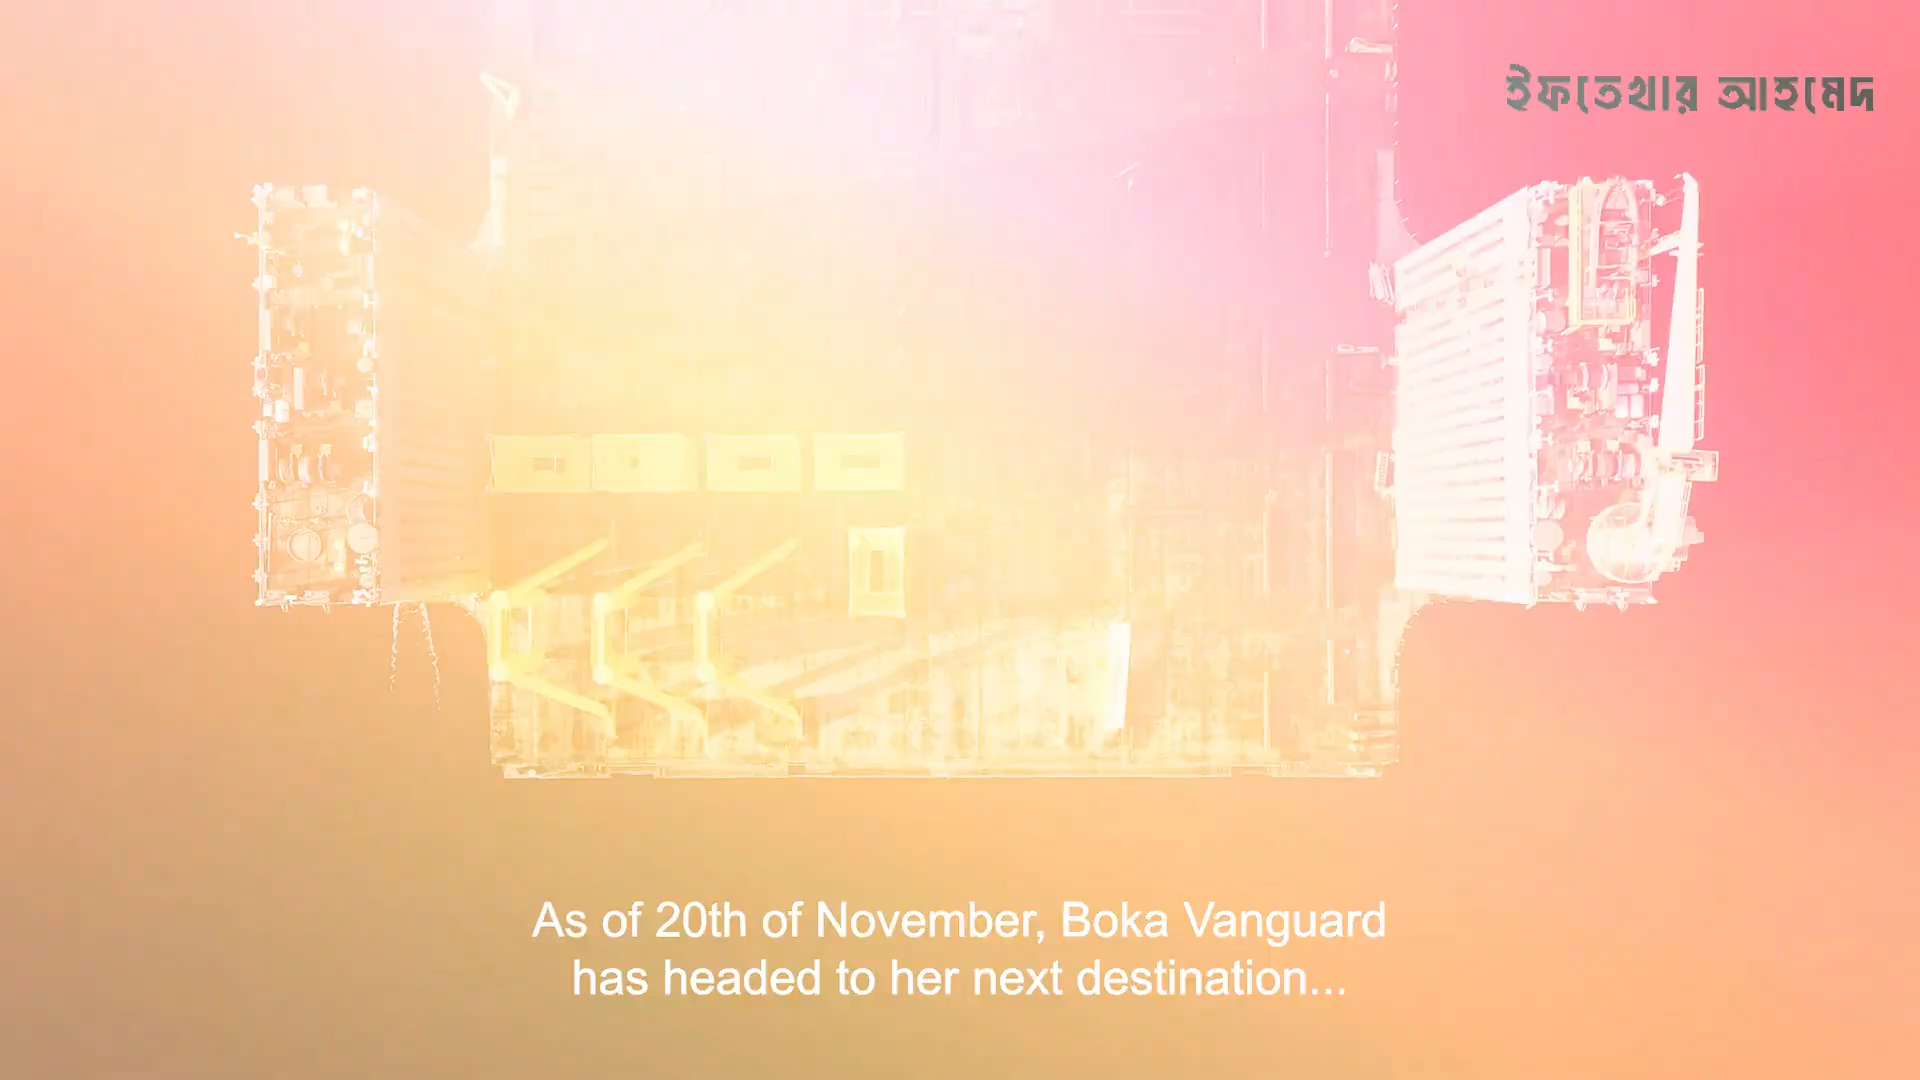 ইফতেখার আহমেদ
As of 20th of November, Boka Vanguard
has headed to her next destination...